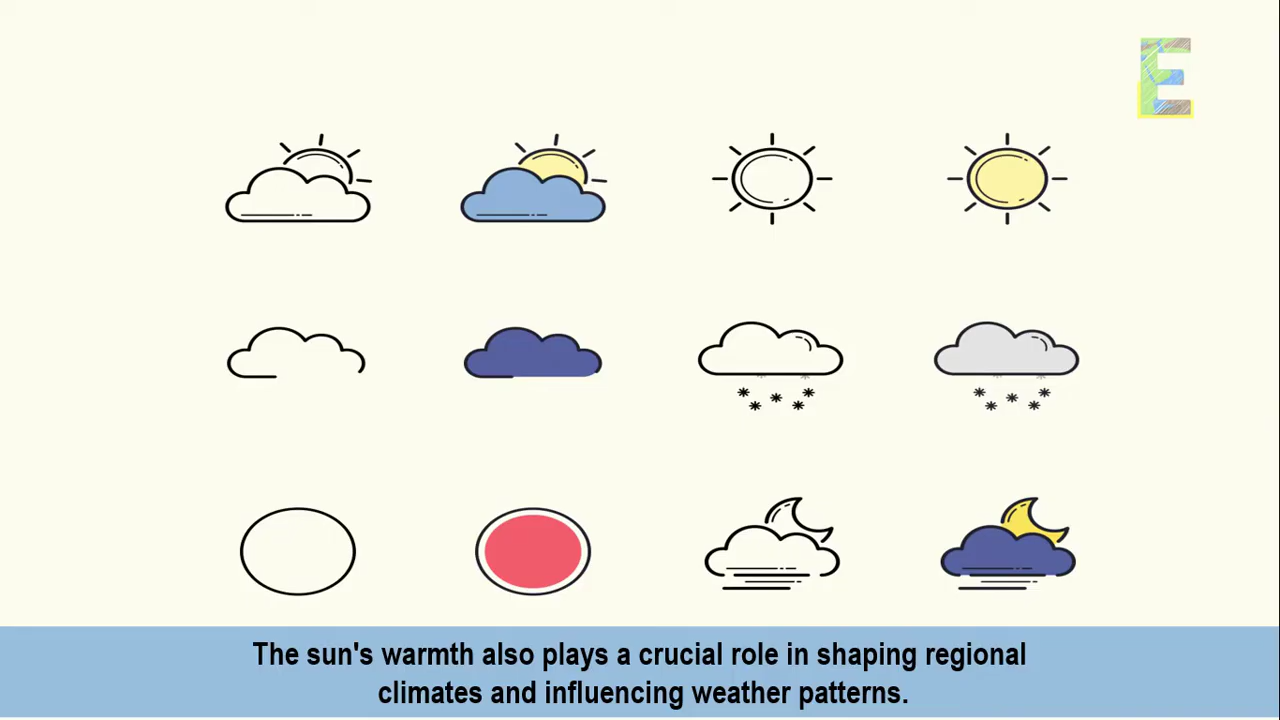 E
The sun's warmth also plays a crucial role in shaping regional
climates and influencing weather patterns.